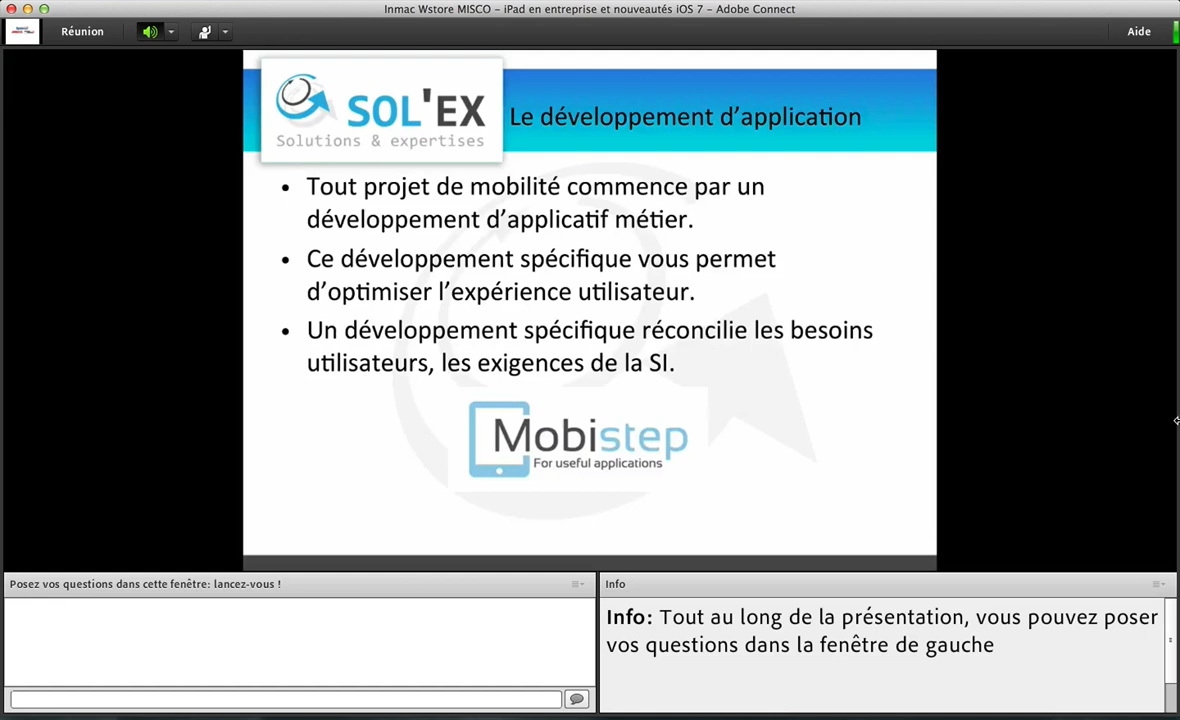 Inmac Wstore MISCO – iPad en entreprise et nouveautés iOS 7 - Adobe Connect
Réunion
Aide
SOL'EX
Solutions & expertises
Le développement d’application
• Tout projet de mobilité commence par un
développement d’applicatif métier.
• Ce développement spécifique vous permet
d’optimiser l’expérience utilisateur.
• Un développement spécifique réconcilie les besoins
utilisateurs, les exigences de la SI.
Mobistep
For useful applications
Posez vos questions dans cette fenêtre: lancez-vous !
Info
Info: Tout au long de la présentation, vous pouvez poser
vos questions dans la fenêtre de gauche